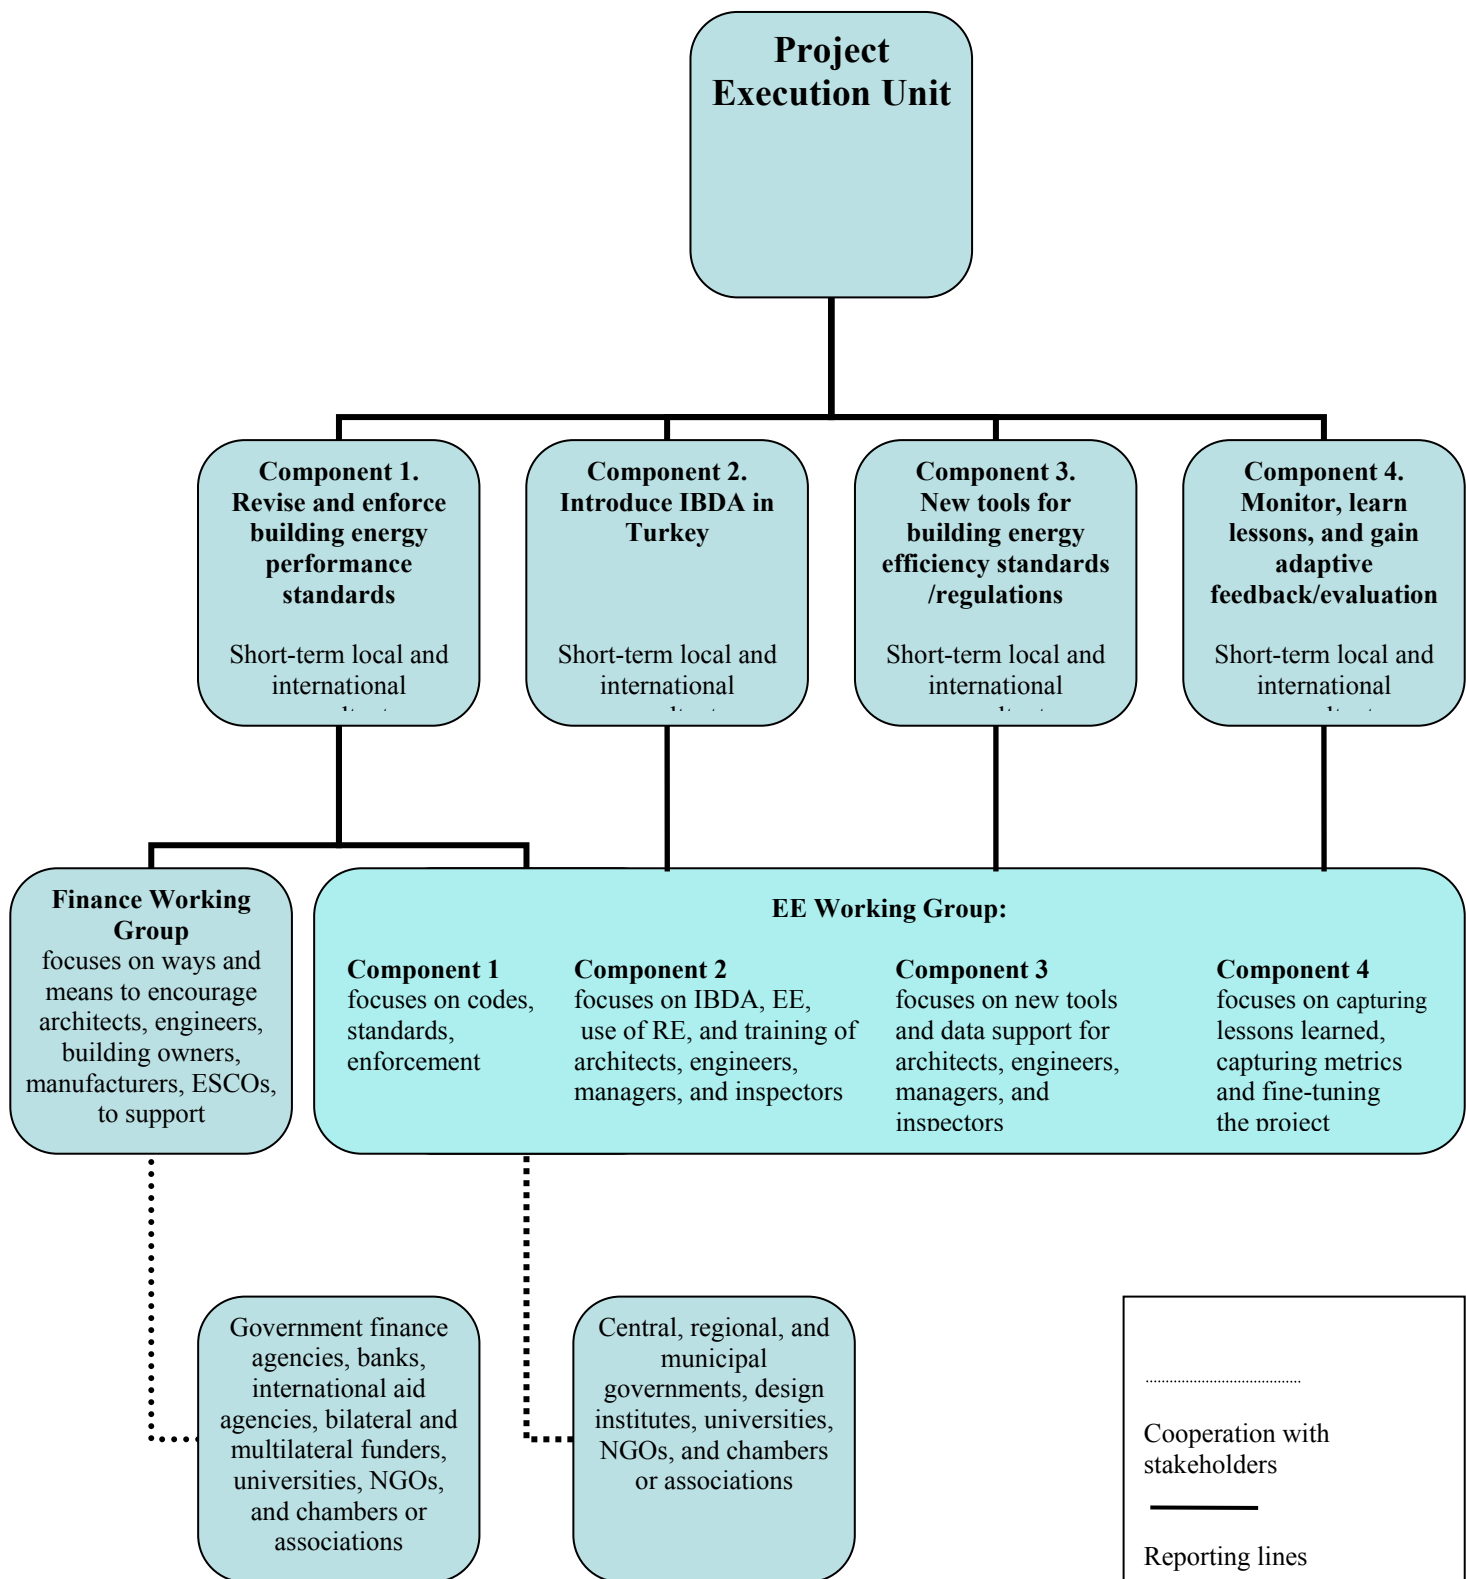 Project
Execution Unit
Component 1.
Revise and enforce
building energy
performance
standards
Short-term local and
international
Component 2.
Introduce IBDA in
Turkey
Short-term local and
international
Component 3.
New tools for
building energy
efficiency standards
/regulations
Short-term local and
international
Component 4.
Monitor, learn
lessons, and gain
adaptive
feedback/evaluation
Short-term local and
international
Finance Working
Group
focuses on ways and
means to encourage
architects, engineers,
building owners,
manufacturers, ESCOs,
to support
EE Working Group:
Component 1
focuses on codes,
standards,
enforcement
Component 2
focuses on IBDA, EE,
use of RE, and training of
architects, engineers,
managers, and inspectors
Component 3
focuses on new tools
and data support for
architects, engineers,
managers, and
inspectors
Component 4
focuses on capturing
lessons learned,
capturing metrics
and fine-tuning
the project
Government finance
agencies, banks,
international aid
agencies, bilateral and
multilateral funders,
universities, NGOs,
and chambers or
associations
Central, regional, and
municipal
governments, design
institutes, universities,
NGOs, and chambers
or associations
Cooperation with
stakeholders
Reporting lines